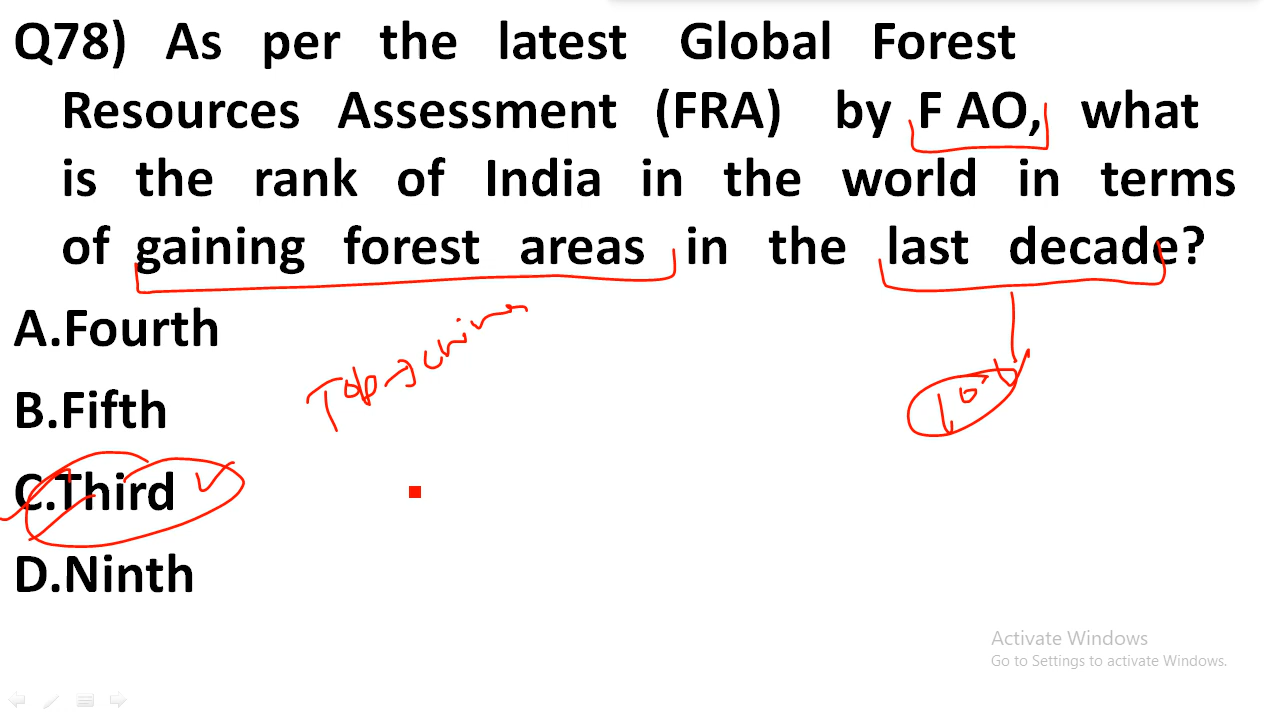 Q78) As per the latest Global Forest
Resources Assessment (FRA) by F AO, what
is the rank of India in the world in terms
of gaining forest areas in the last decade?
A.Fourth
Top→china
B.Fifth
C.Third
D.Ninth
Activate Windows
Go to Settings to activate Windows.